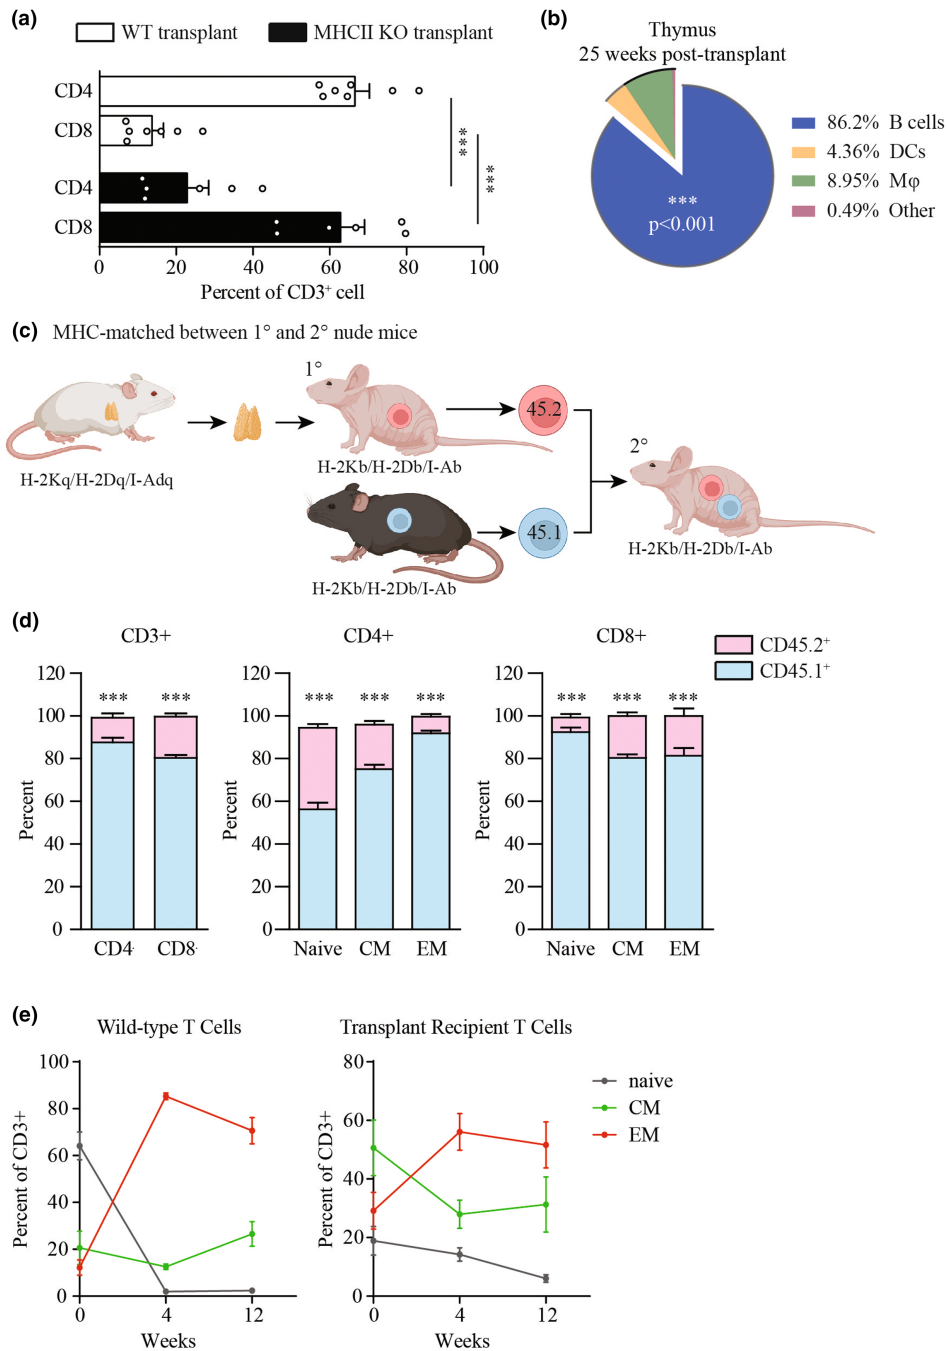 (a)
WT transplant
MHCII KO transplant
CD4
CD8
CD4
CD8
***
***
0 20 40 60 80 100
Percent of CD3⁺ cell
(b)
Thymus
25 weeks post-transplant
***
p<0.001
86.2% B cells
4.36% DCs
8.95% Mφ
0.49% Other
(c) MHC-matched between 1° and 2° nude mice
H-2Kq/H-2Dq/I-Adq
1°
H-2Kb/H-2Db/I-Ab
45.2
H-2Kb/H-2Db/I-Ab
45.1
2°
H-2Kb/H-2Db/I-Ab
(d)
CD3+
Percent
120
100
80
60
40
20
0
*** ***
CD4⁻ CD8⁻
CD4+
Percent
120
100
80
60
40
20
0
*** *** ***
Naive CM EM
CD8+
Percent
120
100
80
60
40
20
0
*** *** ***
Naive CM EM
CD45.2⁺
CD45.1⁺
(e)
Wild-type T Cells
Percent of CD3+
100
80
60
40
20
0
0 4 12
Weeks
Transplant Recipient T Cells
Percent of CD3+
80
60
40
20
0
0 4 12
Weeks
naive
CM
EM